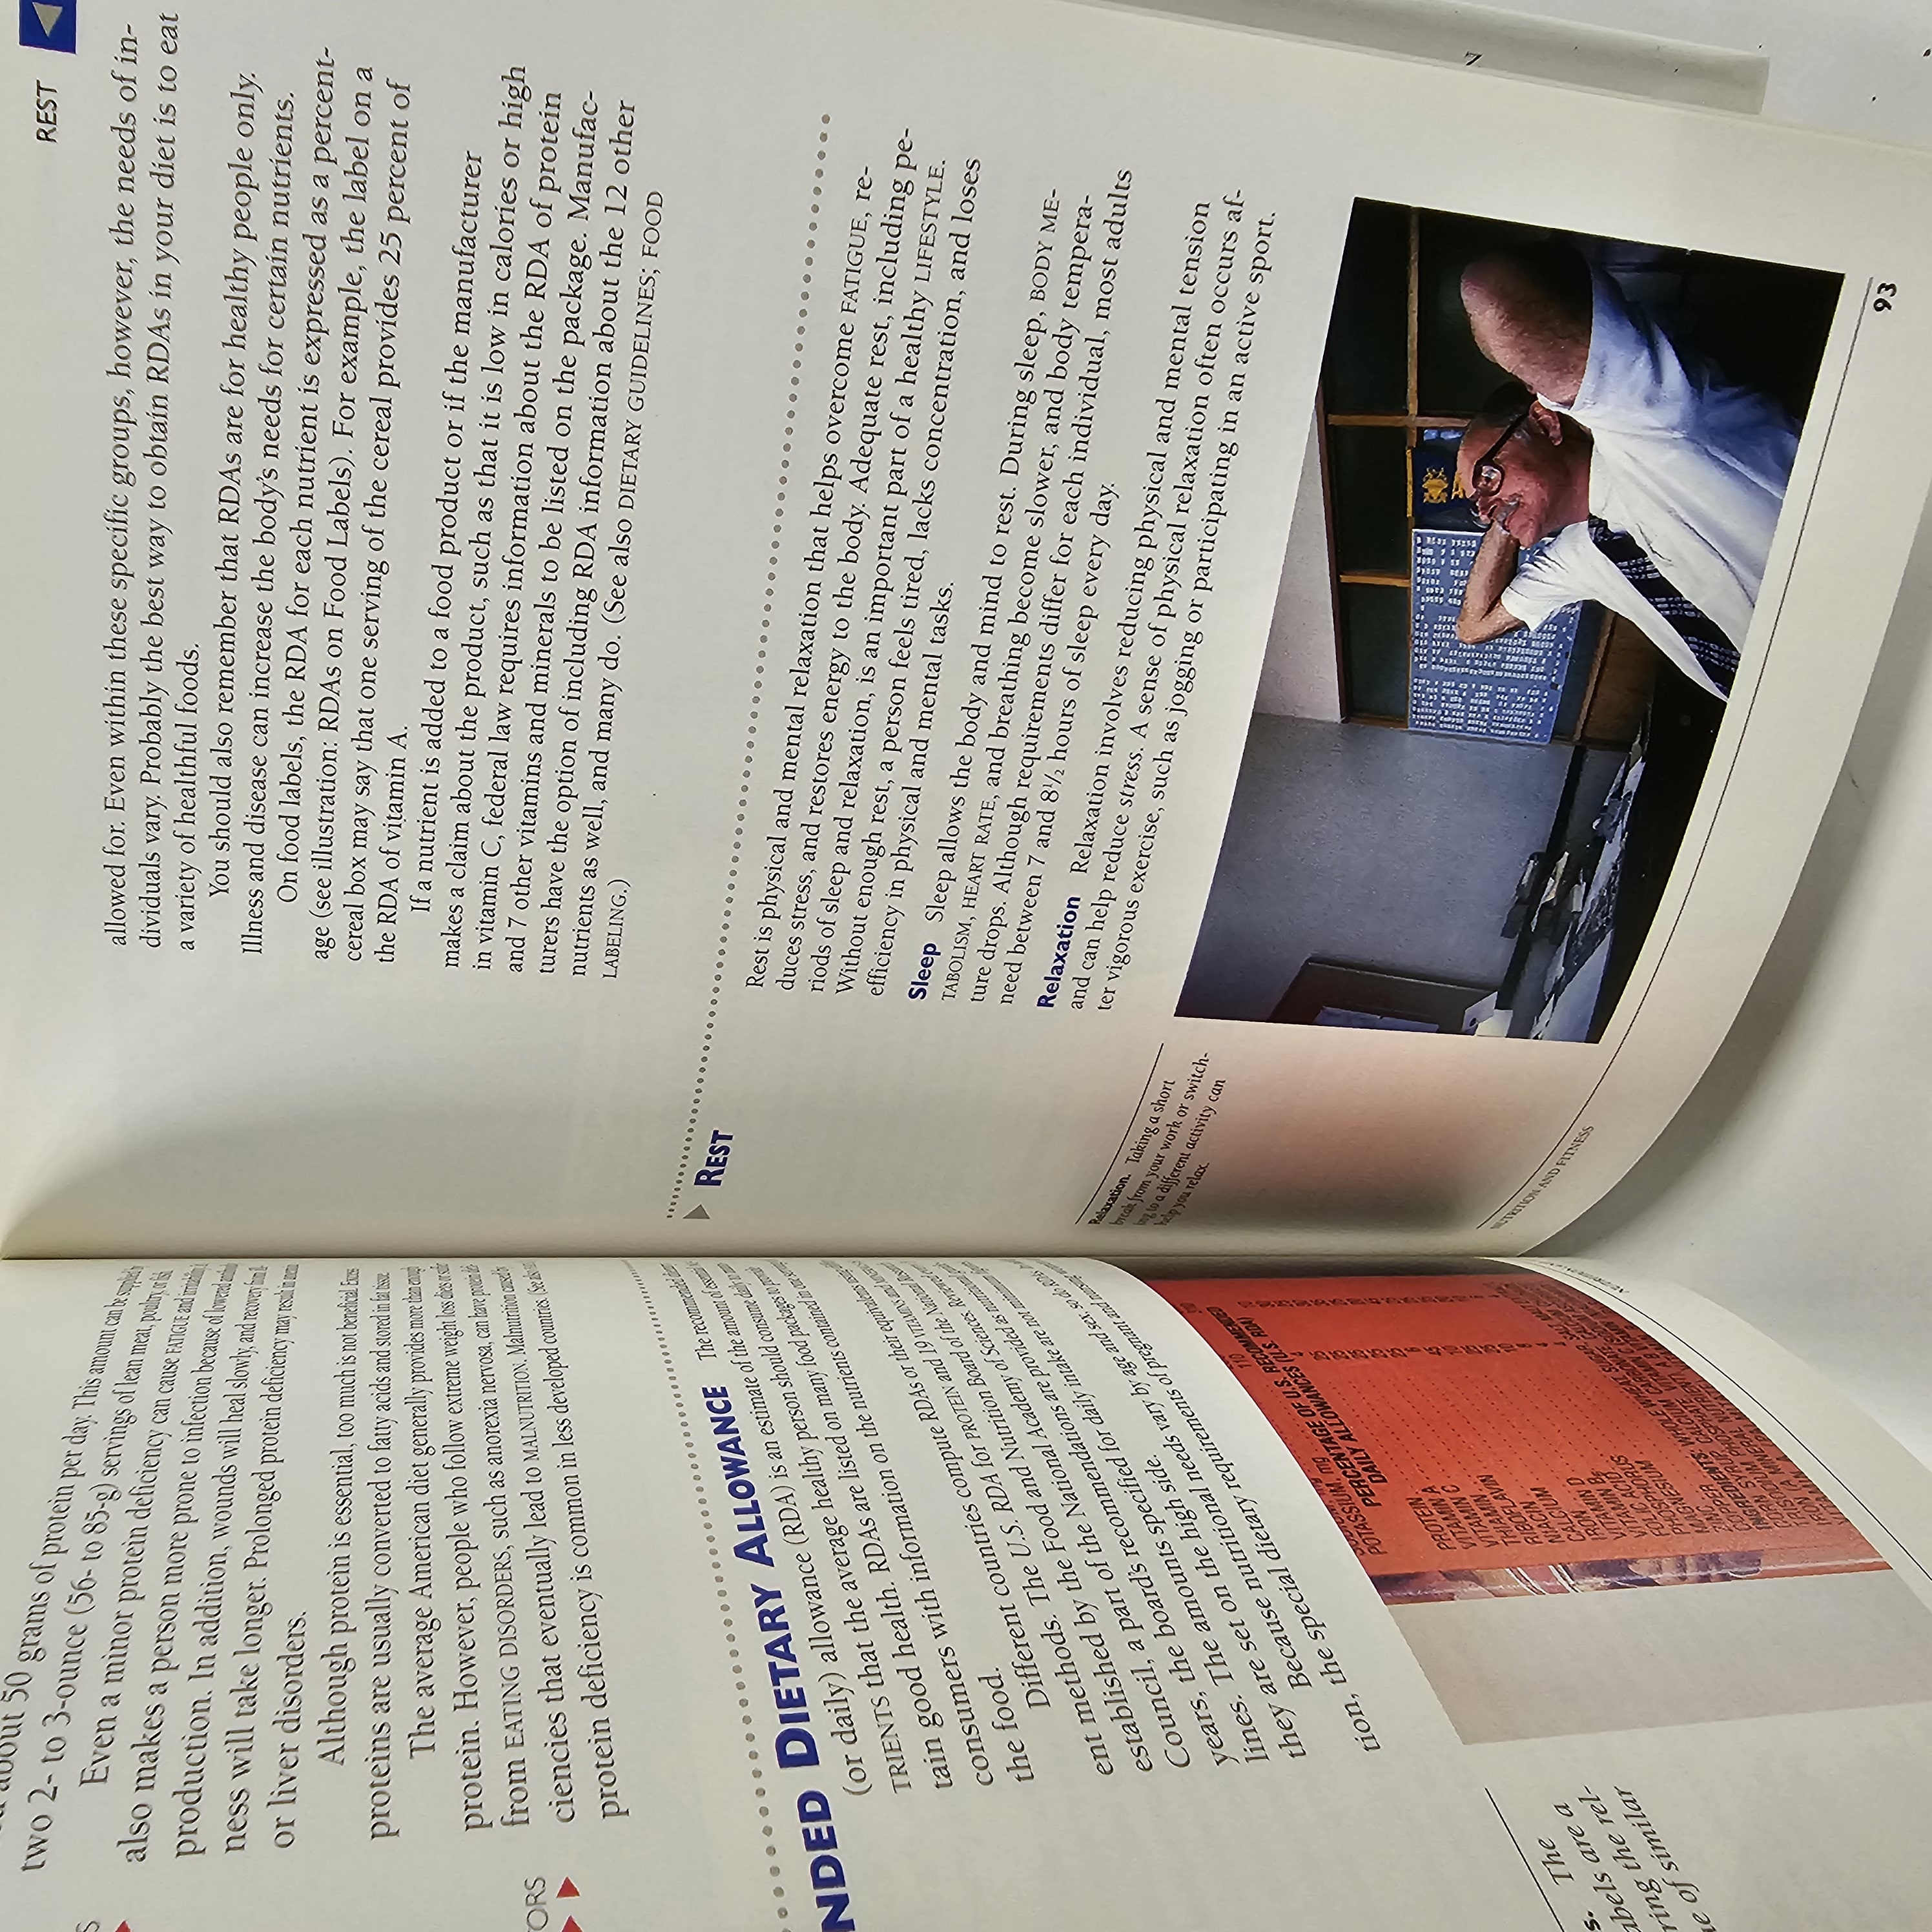 about 50 grams of protein per day. This amount can be supplied by
two 2- to 3-ounce (56- to 85-g) servings of lean meat, poultry, or fish.
Even a minor protein deficiency can cause FATIGUE and irritability. It
also makes a person more prone to infection because of lowered antibody
production. In addition, wounds will heal slowly, and recovery from ill-
ness will take longer. Prolonged protein deficiency may result in anemia
or liver disorders.
Although protein is essential, too much is not beneficial. Excess
proteins are usually converted to fatty acids and stored in fat tissue.
The average American diet generally provides more than enough
protein. However, people who follow extreme weight loss diets or suffer
from EATING DISORDERS, such as anorexia nervosa, can have protein defi-
ciencies that eventually lead to MALNUTRITION. Malnutrition caused by
protein deficiency is common in less developed countries. (See also
S
TORS
NDED DIETARY ALLOWANCE The recommended dietary
(or daily) allowance (RDA) is an estimate of the amount of essential NU-
TRIENTS that the average healthy person should consume daily to main-
tain good health. RDAs are listed on many food packages to provide
consumers with information on the nutrients contained in one serving of
the food.
Different countries compute RDAs or their equivalents using differ-
ent methods. The U.S. RDA for PROTEIN and 19 VITAMINS and MINERALS
established by the Food and Nutrition Board of the National Research
Council, a part of the National Academy of Sciences. Reviewed every
years, the board's recommendations are provided as nutritional guide-
lines. The amounts specified for daily intake are not minimum
they are set on the high side.
Because nutritional needs vary by age and sex, so do RDAs. In addi-
tion, the special dietary requirements of pregnant and nursing women
s. The
abels are a
ring the rel-
ue of similar
110
SODIUM, mg
POTASSIUM, mg
PERCENTAGE OF U.S. RECOMMENDED
DAILY ALLOWANCES (U.S. RDA)
PROTEIN
VITAMIN A
VITAMIN C
THIAMIN
RIBOFLAVIN
NIACIN
CALCIUM
IRON
VITAMIN D
VITAMIN B6
FOLIC ACID
PHOSPHORUS
MAGNESIUM
ZINC
COPPER
INGREDIENTS: WHOLE WHEAT, SUGAR, SALT, MALT
CORN SYRUP, CALCIUM CARBONATE, CALCIUM
TRISODIUM PHOSPHATE, VITAMIN C
IRON (A MINERAL NUTRIENT), A B VITAMIN
VITAMIN A (PALMITATE)
REST
allowed for. Even within these specific groups, however, the needs of in-
dividuals vary. Probably the best way to obtain RDAs in your diet is to eat
a variety of healthful foods.
You should also remember that RDAs are for healthy people only.
Illness and disease can increase the body's needs for certain nutrients.
On food labels, the RDA for each nutrient is expressed as a percent-
age (see illustration: RDAs on Food Labels). For example, the label on a
cereal box may say that one serving of the cereal provides 25 percent of
the RDA of vitamin A.
If a nutrient is added to a food product or if the manufacturer
makes a claim about the product, such as that it is low in calories or high
in vitamin C, federal law requires information about the RDA of protein
and 7 other vitamins and minerals to be listed on the package. Manufac-
turers have the option of including RDA information about the 12 other
nutrients as well, and many do. (See also DIETARY GUIDELINES; FOOD
LABELING.)
REST
Rest is physical and mental relaxation that helps overcome FATIGUE, re-
duces stress, and restores energy to the body. Adequate rest, including pe-
riods of sleep and relaxation, is an important part of a healthy LIFESTYLE.
Without enough rest, a person feels tired, lacks concentration, and loses
efficiency in physical and mental tasks.
Sleep Sleep allows the body and mind to rest. During sleep, BODY ME-
TABOLISM, HEART RATE, and breathing become slower, and body tempera-
ture drops. Although requirements differ for each individual, most adults
need between 7 and 8½ hours of sleep every day.
Relaxation Relaxation involves reducing physical and mental tension
and can help reduce stress. A sense of physical relaxation often occurs af-
ter vigorous exercise, such as jogging or participating in an active sport.
Relaxation. Taking a short
break from your work or switch-
ing to a different activity can
help you relax.
NUTRITION AND FITNESS
93